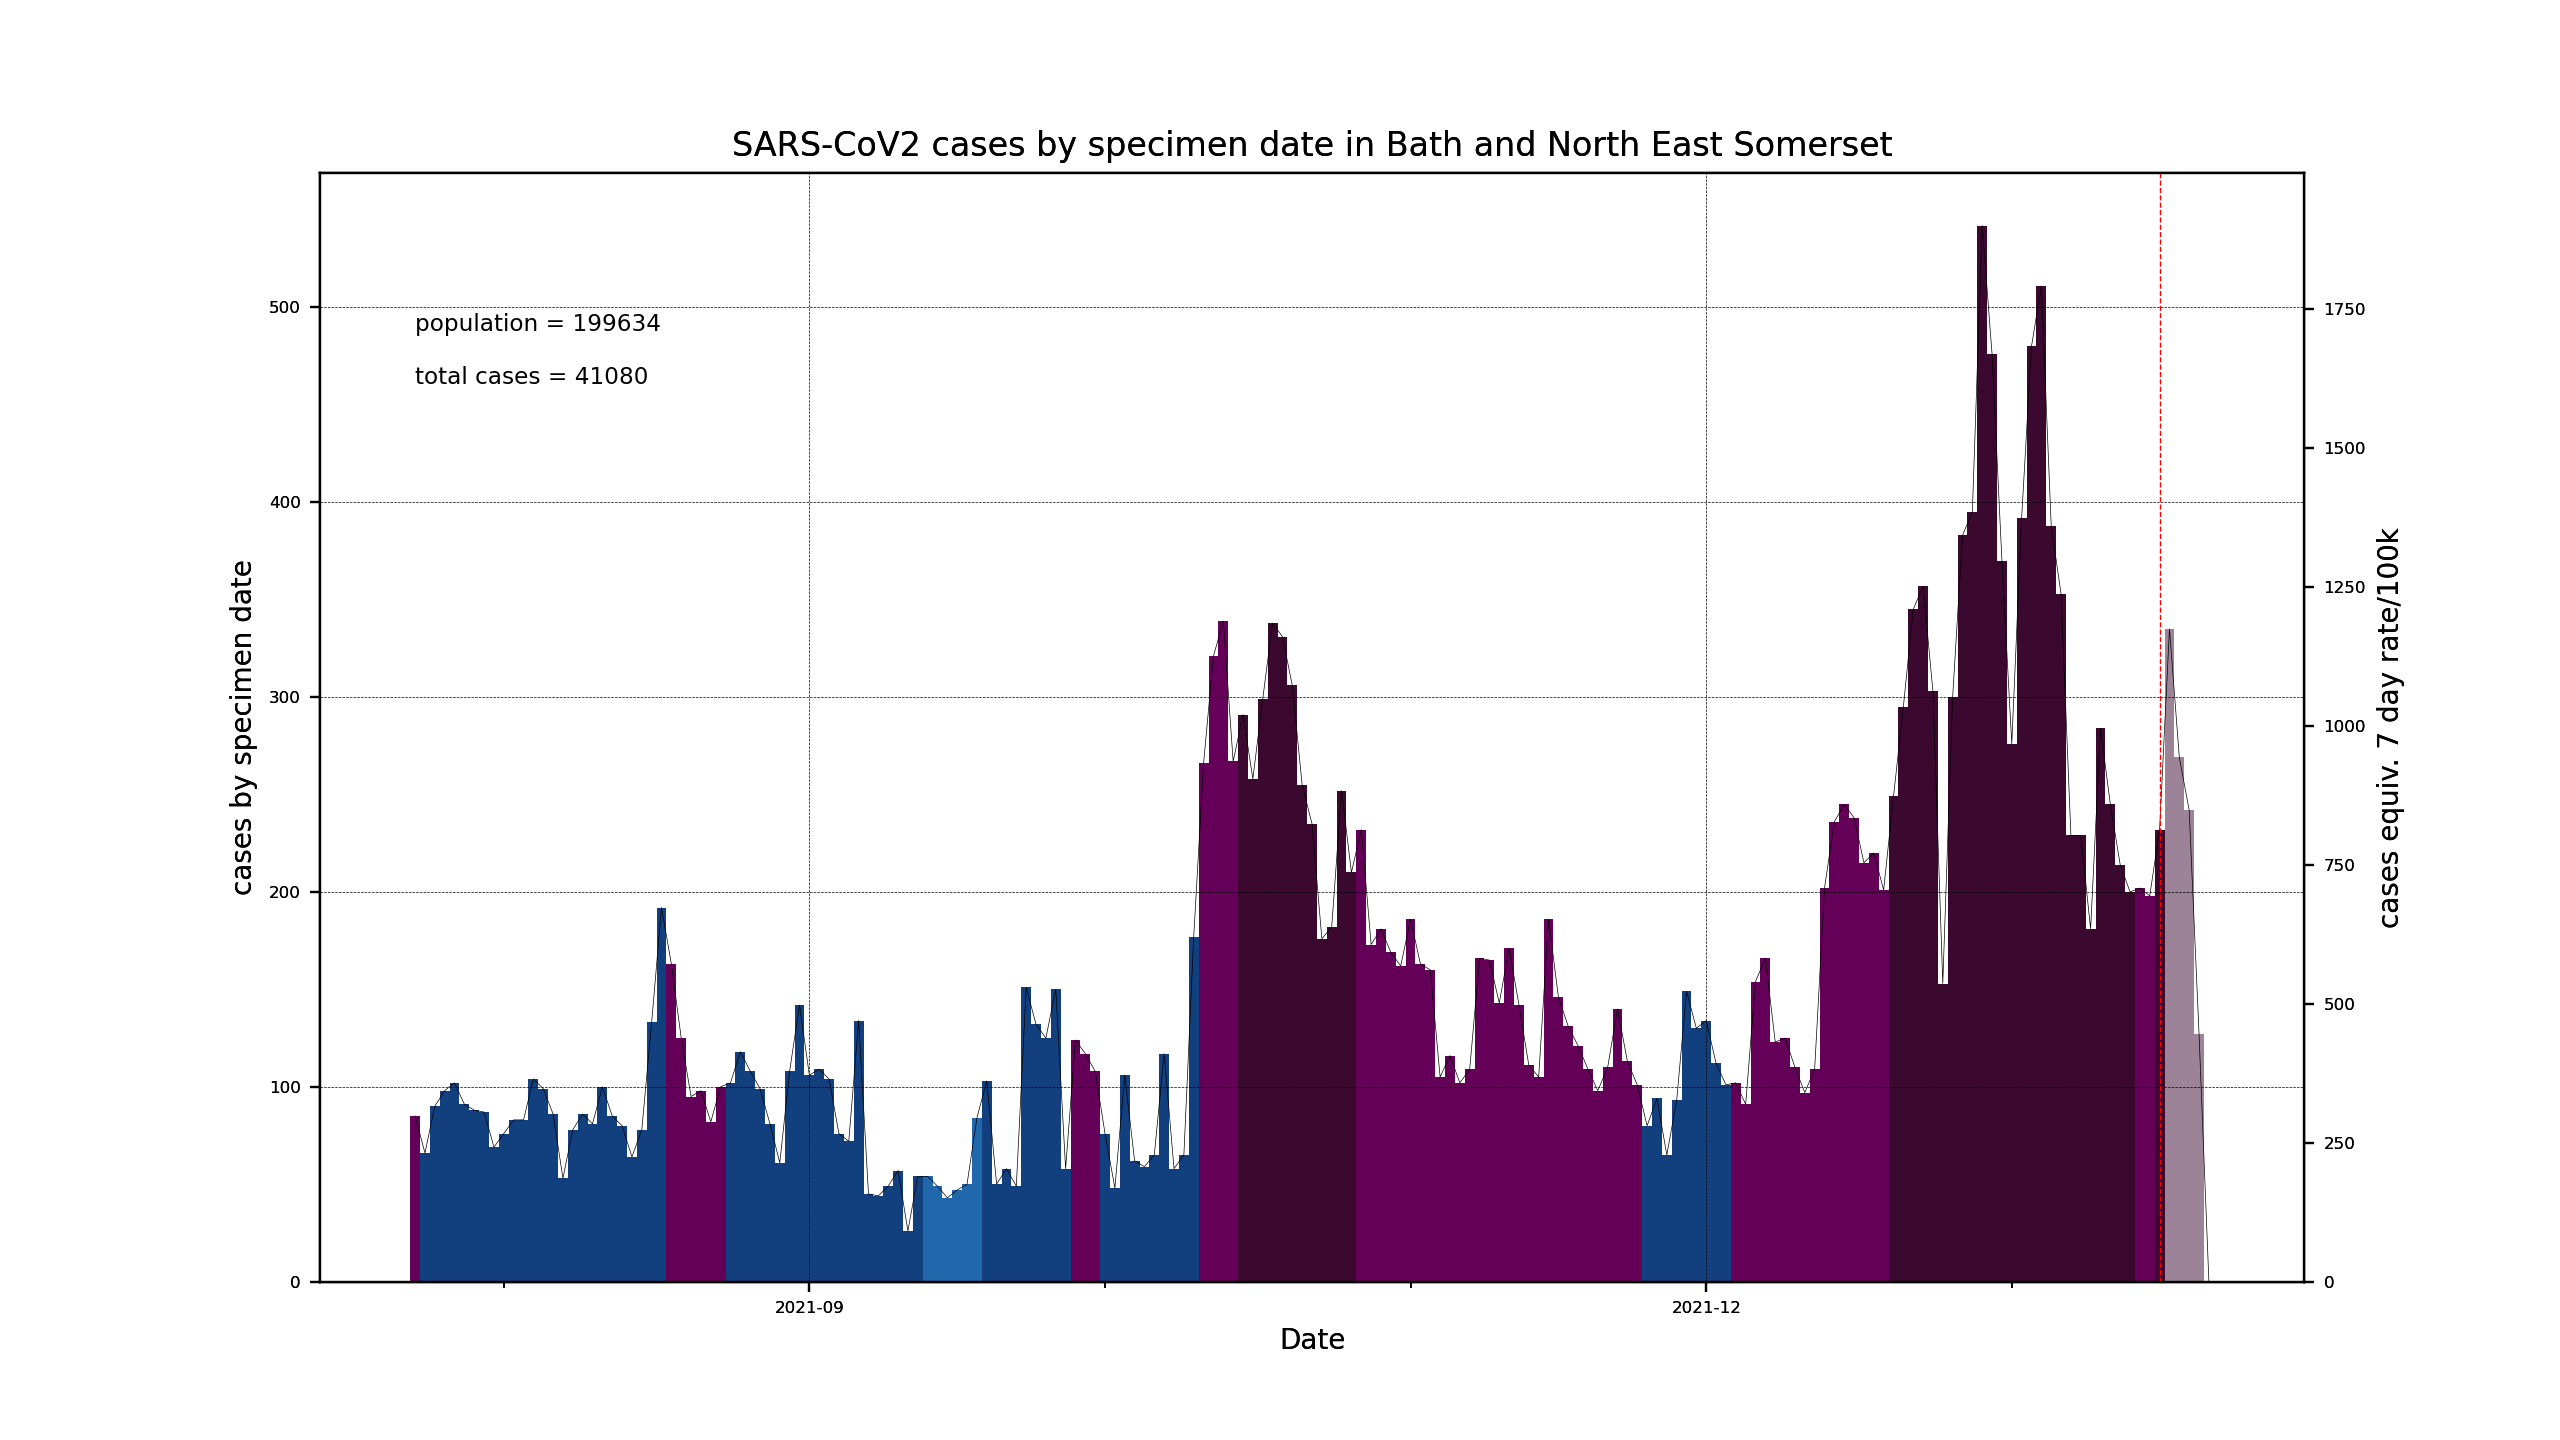 SARS-CoV2 cases by specimen date in Bath and North East Somerset
population = 199634
total cases = 41080
cases by specimen date
500
400
300
200
100
0
1750
1500
1250
1000
750
500
250
0
cases equiv. 7 day rate/100k
2021-09
2021-12
Date